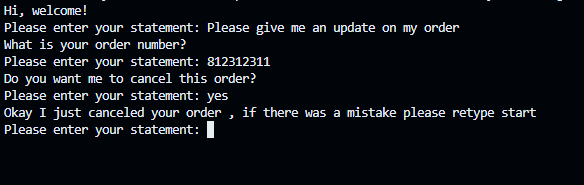 Hi, welcome!
Please enter your statement: Please give me an update on my order
What is your order number?
Please enter your statement: 812312311
Do you want me to cancel this order?
Please enter your statement: yes
Okay I just canceled your order , if there was a mistake please retype start
Please enter your statement: